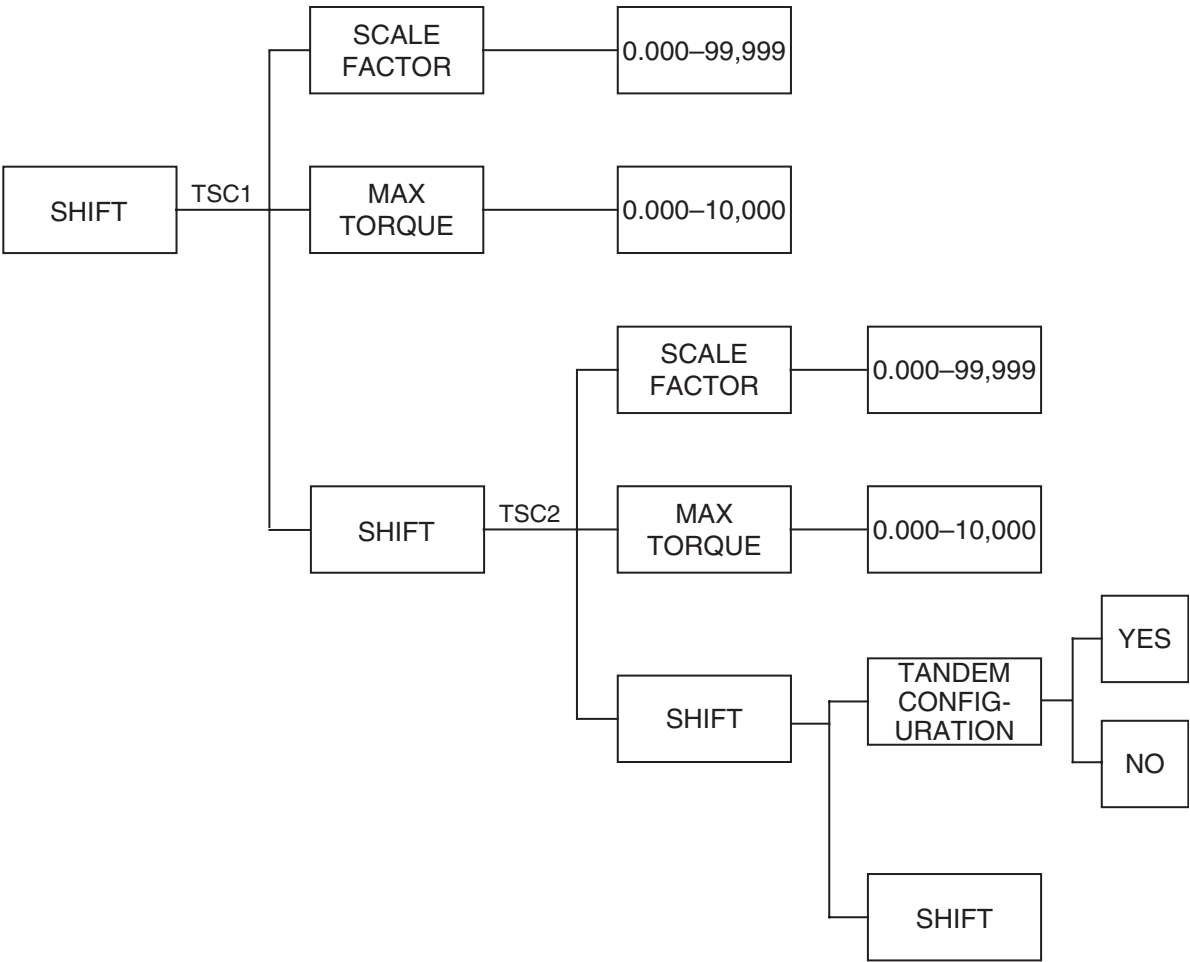 SCALE
FACTOR
0.000–99,999
SHIFT
TSC1
MAX
TORQUE
0.000–10,000
SCALE
FACTOR
0.000–99,999
SHIFT
TSC2
MAX
TORQUE
0.000–10,000
YES
SHIFT
TANDEM
CONFIG-
URATION
NO
SHIFT